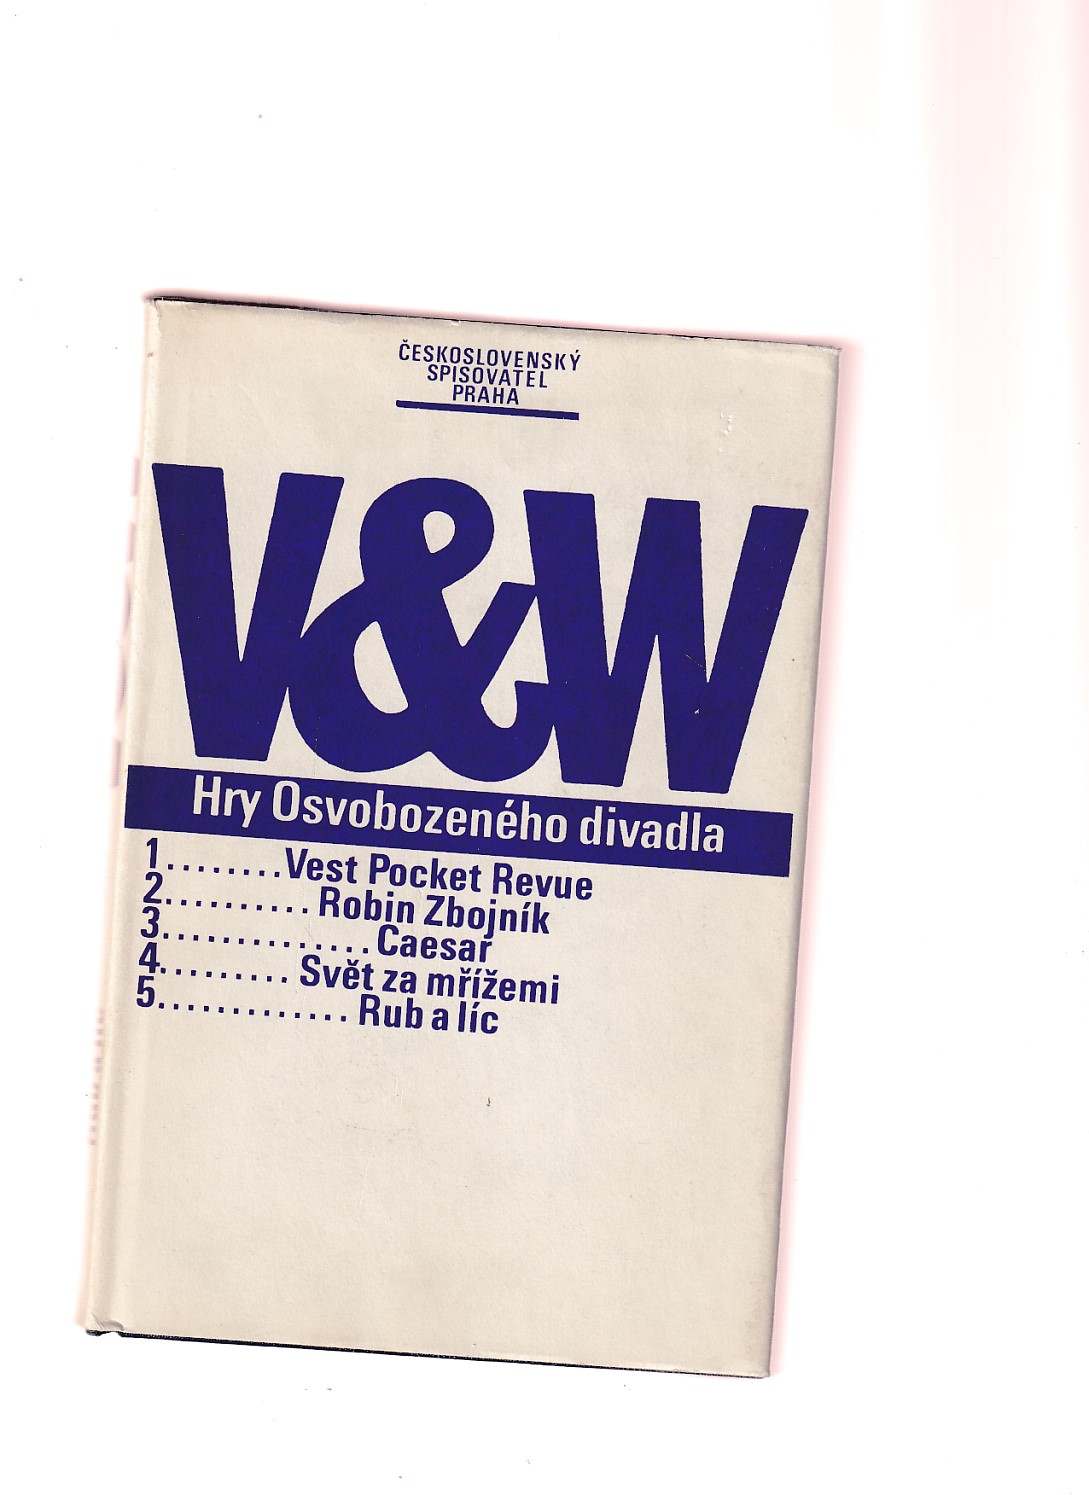 ČESKOSLOVENSKÝ
SPISOVATEL
PRAHA
V&W
Hry Osvobozeného divadla
1........Vest Pocket Revue
2..........Robin Zbojník
3..............Caesar
4.........Svět za mřížemi
5.............Rub a líc